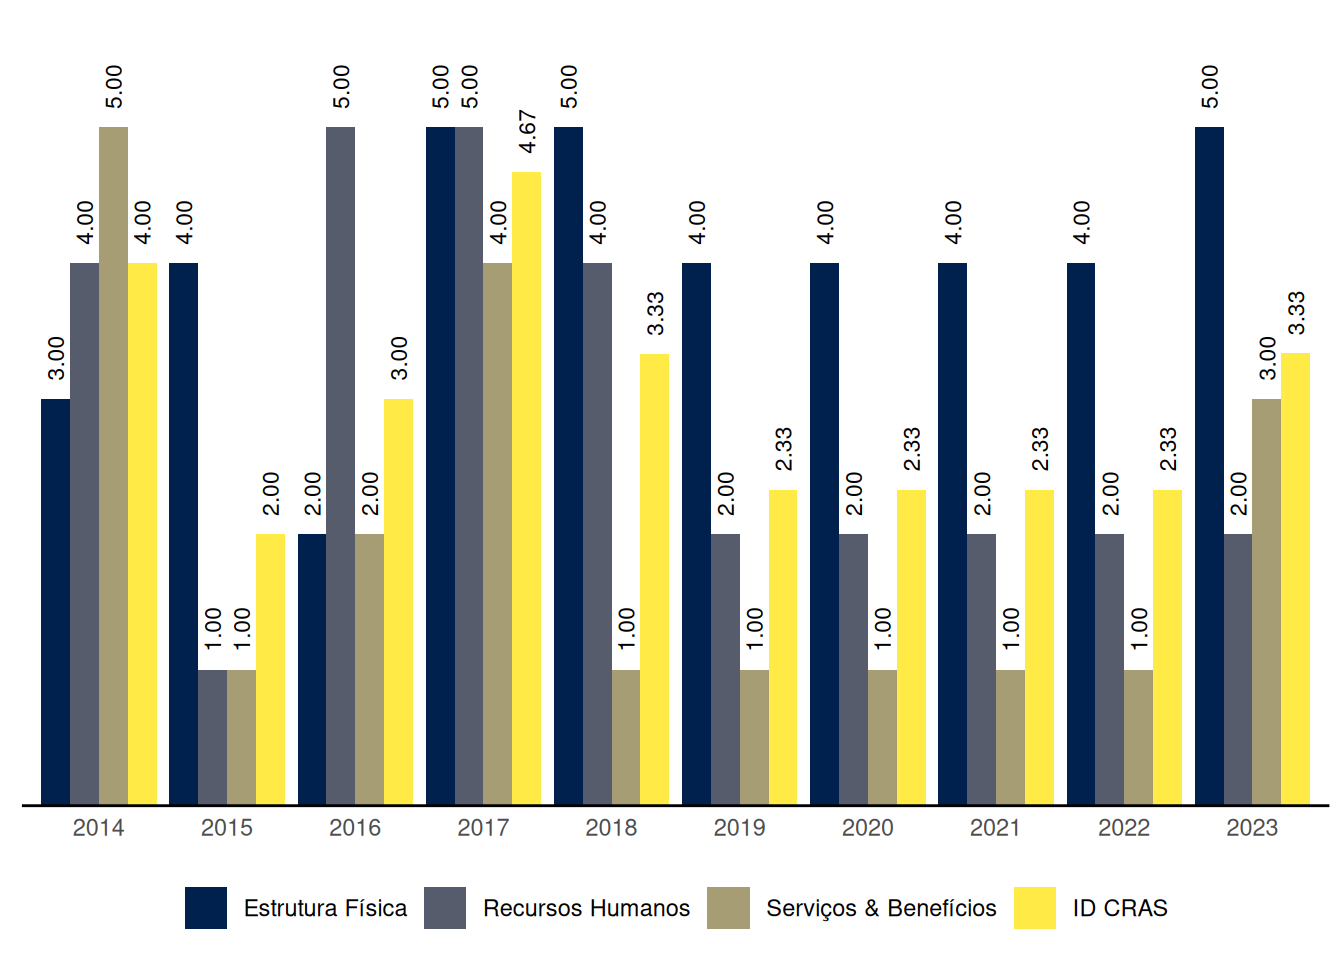 5.00 5.00 5.00 5.00 5.00 5.00
4.67
4.00 4.00 4.00 4.00 4.00 4.00 4.00 4.00 4.00
3.00 3.00 3.33 3.00 3.33
2.00 2.00 2.00 2.33 2.00 2.33 2.00 2.33 2.00 2.33 2.00 2.00
1.00 1.00 1.00 1.00 1.00 1.00 1.00
2014 2015 2016 2017 2018 2019 2020 2021 2022 2023
Estrutura Física Recursos Humanos Serviços & Benefícios ID CRAS